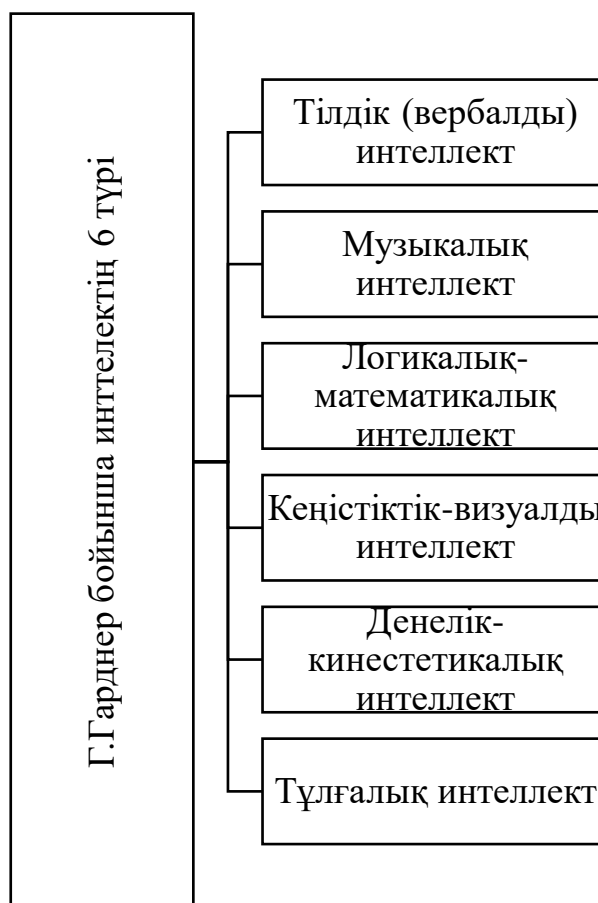 Г.Гарднер бойынша инттелектің 6 түрі
Тілдік (вербалды)
интеллект
Музыкалық
интеллект
Логикалық-
математикалық
интеллект
Кеңістіктік-визуалды
интеллект
Денелік-
кинестетикалық
интеллект
Тұлғалық интеллект